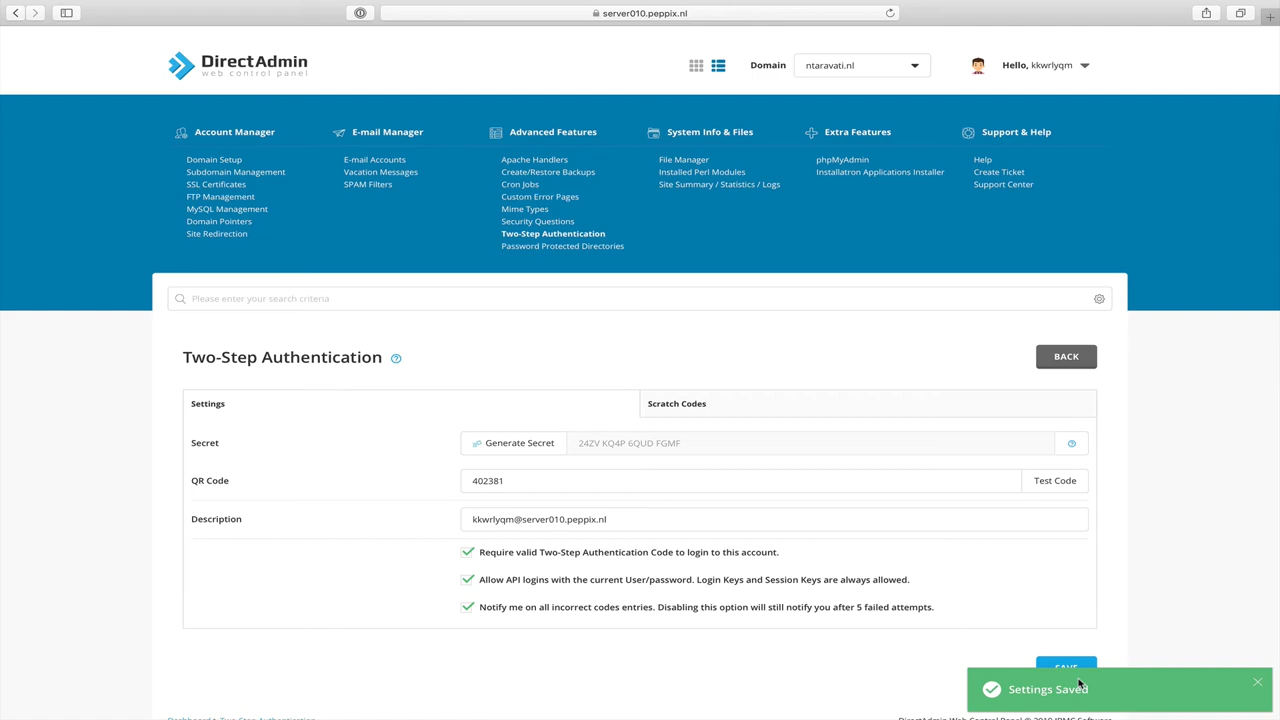 server010.peppix.nl
DirectAdmin
web control panel
Domain
ntaravati.nl
Hello, kkwrlyqm
Account Manager
Domain Setup
Subdomain Management
SSL Certificates
FTP Management
MySQL Management
Domain Pointers
Site Redirection
E-mail Manager
E-mail Accounts
Vacation Messages
SPAM Filters
Advanced Features
Apache Handlers
Create/Restore Backups
Cron Jobs
Custom Error Pages
Mime Types
Security Questions
Two-Step Authentication
Password Protected Directories
System Info & Files
File Manager
Installed Perl Modules
Site Summary / Statistics / Logs
Extra Features
phpMyAdmin
Installatron Applications Installer
Support & Help
Help
Create Ticket
Support Center
Please enter your search criteria
Two-Step Authentication
BACK
Settings
Scratch Codes
Secret
Generate Secret
24ZV KQ4P 6QUD FGMF
QR Code
402381
Test Code
Description
kkwrlyqm@server010.peppix.nl
Require valid Two-Step Authentication Code to login to this account.
Allow API logins with the current User/password. Login Keys and Session Keys are always allowed.
Notify me on all incorrect codes entries. Disabling this option will still notify you after 5 failed attempts.
SAVE
Settings Saved